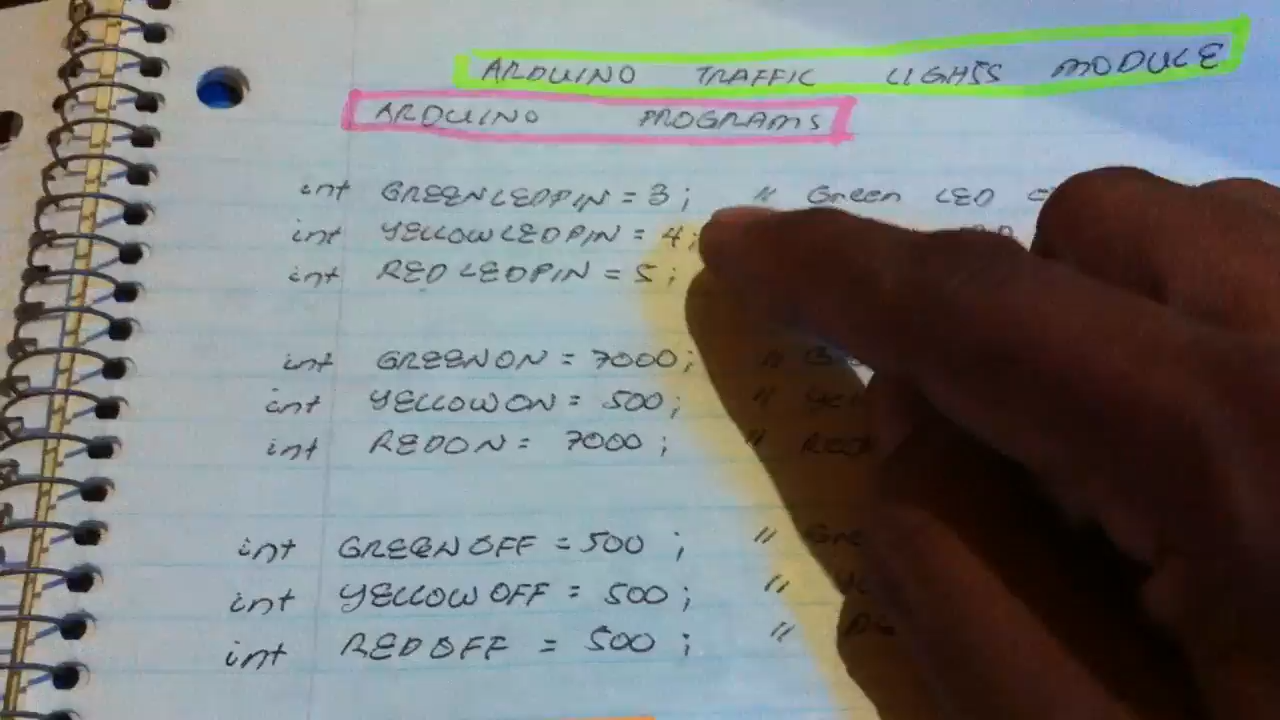 ARDUINO TRAFFIC LIGHTS MODULE
ARDUINO PROGRAMS
int GREENLEDPIN = 3; // Green LED
int YELLOWLEDPIN = 4;
int REDLEDPIN = 5;
int GREENON = 7000; //
int YELLOWON = 500; //
int REDON = 7000; //
int GREENOFF = 500; //
int YELLOWOFF = 500; //
int REDOFF = 500; //